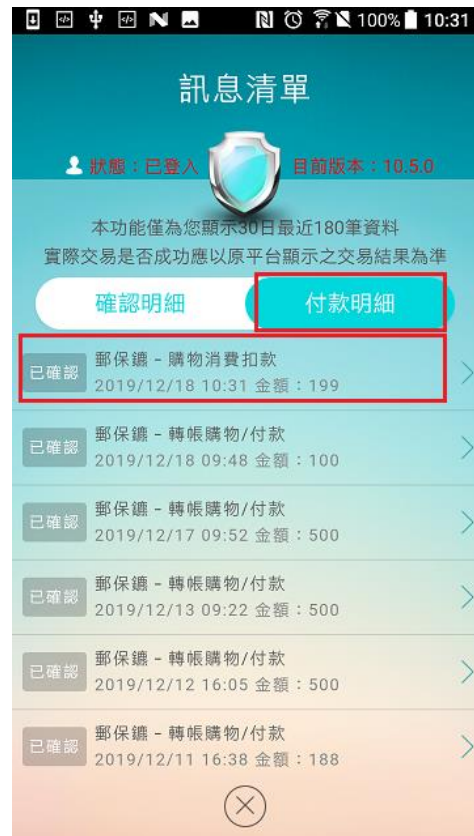 100% 10:31
訊息清單
狀態：已登入 目前版本：10.5.0
本功能僅為您顯示30日最近180筆資料
實際交易是否成功應以原平台顯示之交易結果為準
確認明細 付款明細
已確認
郵保鑣 – 購物消費扣款
2019/12/18 10:31 金額：199
已確認
郵保鑣 – 轉帳購物/付款
2019/12/18 09:48 金額：100
已確認
郵保鑣 – 轉帳購物/付款
2019/12/17 09:52 金額：500
已確認
郵保鑣 – 轉帳購物/付款
2019/12/13 09:22 金額：500
已確認
郵保鑣 – 轉帳購物/付款
2019/12/12 16:05 金額：500
已確認
郵保鑣 – 轉帳購物/付款
2019/12/11 16:38 金額：188